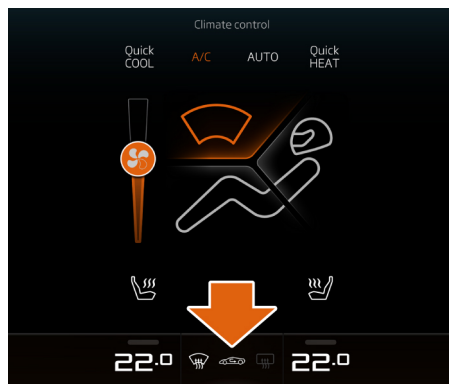 Climate control
Quick COOL
A/C
AUTO
Quick HEAT
22.0
22.0